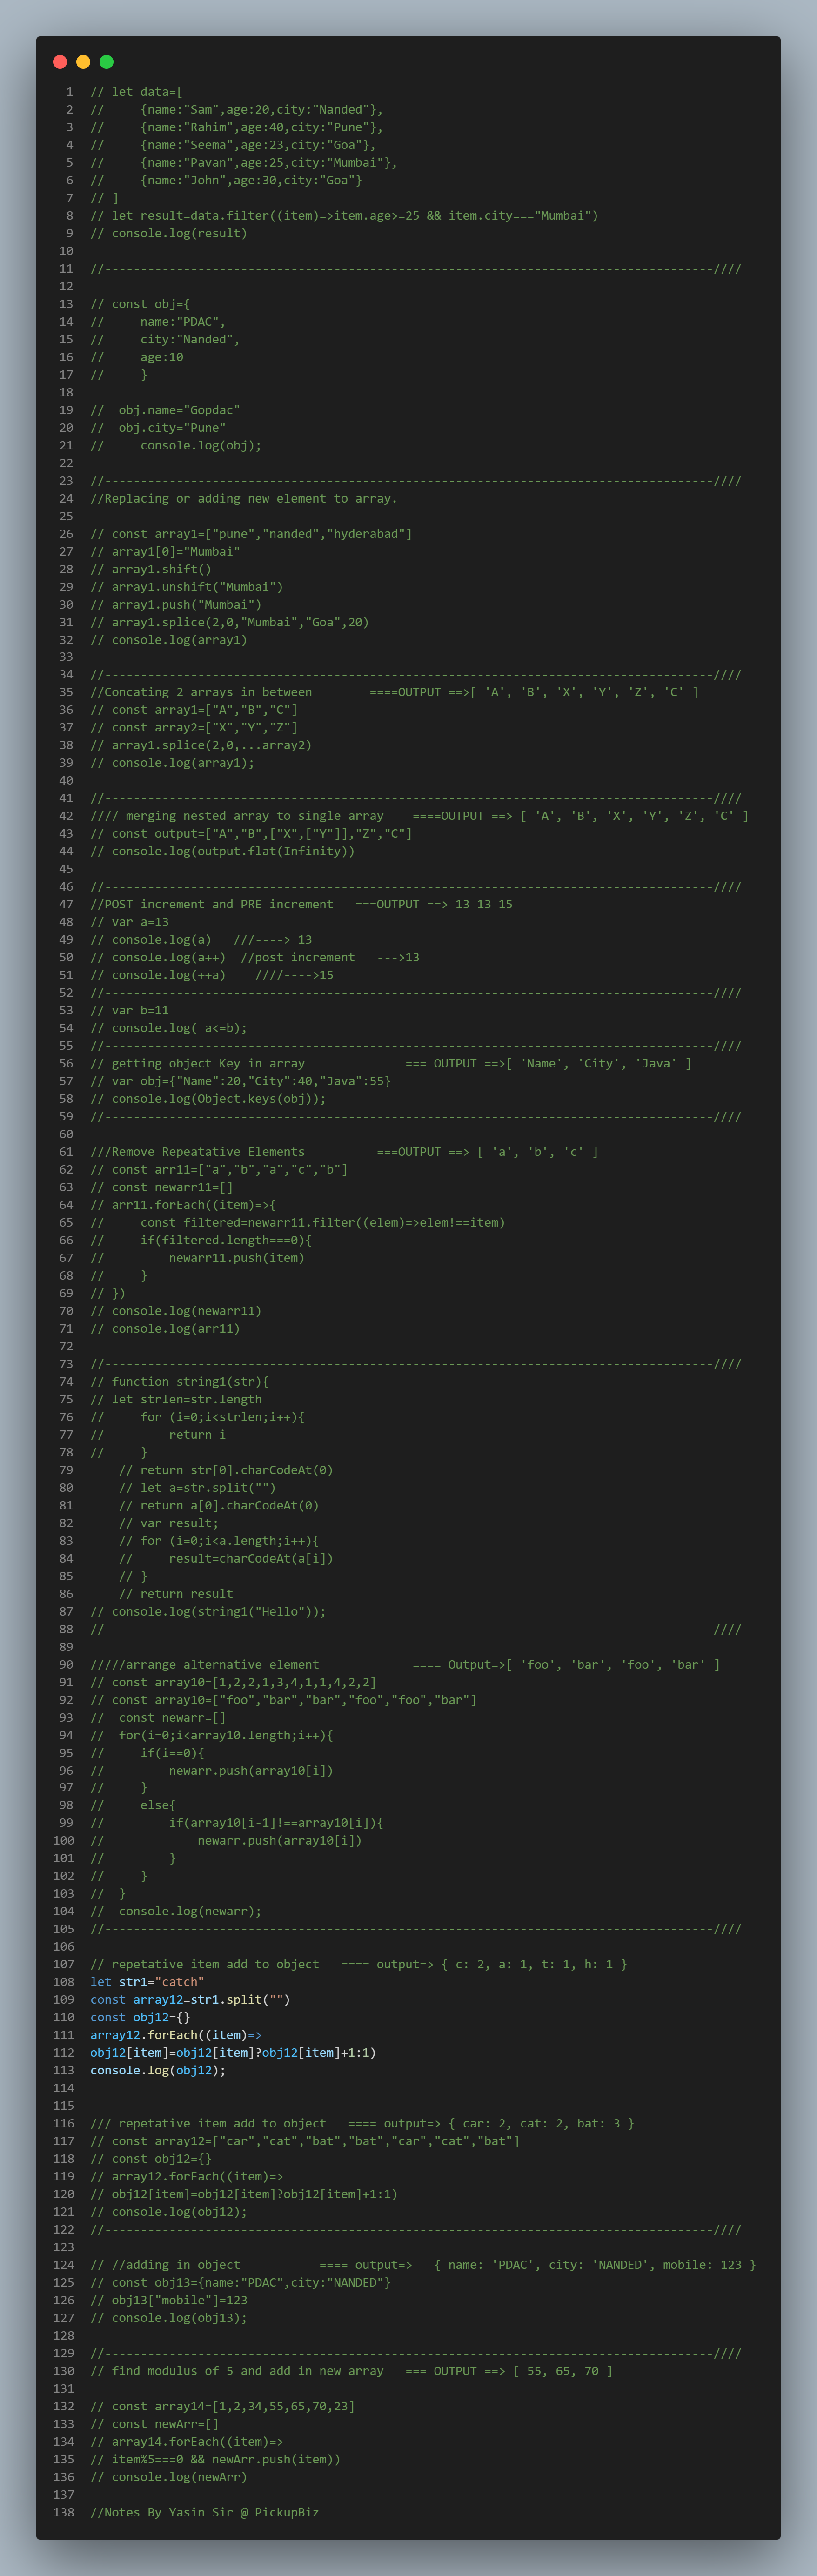 1 // let data=[
2 //     {name:"Sam",age:20,city:"Nanded"},
3 //     {name:"Rahim",age:40,city:"Pune"},
4 //     {name:"Seema",age:23,city:"Goa"},
5 //     {name:"Pavan",age:25,city:"Mumbai"},
6 //     {name:"John",age:30,city:"Goa"}
7 // ]
8 // let result=data.filter((item)=>item.age>=25 && item.city==="Mumbai")
9 // console.log(result)
10
11 //-------------------------------------------------------------------------------------////
12
13 // const obj={
14 //     name:"PDAC",
15 //     city:"Nanded",
16 //     age:10
17 //     }
18
19 //  obj.name="Gopdac"
20 //  obj.city="Pune"
21 //     console.log(obj);
22
23 //-------------------------------------------------------------------------------------////
24 //Replacing or adding new element to array.
25
26 // const array1=["pune","nanded","hyderabad"]
27 // array1[0]="Mumbai"
28 // array1.shift()
29 // array1.unshift("Mumbai")
30 // array1.push("Mumbai")
31 // array1.splice(2,0,"Mumbai","Goa",20)
32 // console.log(array1)
33
34 //-------------------------------------------------------------------------------------////
35 //Concating 2 arrays in between        ====OUTPUT ==>[ 'A', 'B', 'X', 'Y', 'Z', 'C' ]
36 // const array1=["A","B","C"]
37 // const array2=["X","Y","Z"]
38 // array1.splice(2,0,...array2)
39 // console.log(array1);
40
41 //-------------------------------------------------------------------------------------////
42 //// merging nested array to single array    ====OUTPUT ==> [ 'A', 'B', 'X', 'Y', 'Z', 'C' ]
43 // const output=["A","B",["X",["Y"]],"Z","C"]
44 // console.log(output.flat(Infinity))
45
46 //-------------------------------------------------------------------------------------////
47 //POST increment and PRE increment   ===OUTPUT ==> 13 13 15
48 // var a=13
49 // console.log(a)   ///----> 13
50 // console.log(a++)  //post increment   --->13
51 // console.log(++a)    ////---->15
52 //-------------------------------------------------------------------------------------////
53 // var b=11
54 // console.log( a<=b);
55 //-------------------------------------------------------------------------------------////
56 // getting object Key in array              === OUTPUT ==>[ 'Name', 'City', 'Java' ]
57 // var obj={"Name":20,"City":40,"Java":55}
58 // console.log(Object.keys(obj));
59 //-------------------------------------------------------------------------------------////
60
61 ///Remove Repeatative Elements          ===OUTPUT ==> [ 'a', 'b', 'c' ]
62 // const arr11=["a","b","a","c","b"]
63 // const newarr11=[]
64 // arr11.forEach((item)=>{
65 //     const filtered=newarr11.filter((elem)=>elem!==item)
66 //     if(filtered.length===0){
67 //         newarr11.push(item)
68 //     }
69 // })
70 // console.log(newarr11)
71 // console.log(arr11)
72
73 //-------------------------------------------------------------------------------------////
74 // function string1(str){
75 // let strlen=str.length
76 //     for (i=0;i<strlen;i++){
77 //         return i
78 //     }
79     // return str[0].charCodeAt(0)
80     // let a=str.split("")
81     // return a[0].charCodeAt(0)
82     // var result;
83     // for (i=0;i<a.length;i++){
84     //     result=charCodeAt(a[i])
85     // }
86     // return result
87 // console.log(string1("Hello"));
88 //-------------------------------------------------------------------------------------////
89
90 /////arrange alternative element             ==== Output=>[ 'foo', 'bar', 'foo', 'bar' ]
91 // const array10=[1,2,2,1,3,4,1,1,4,2,2]
92 // const array10=["foo","bar","bar","foo","foo","bar"]
93 //  const newarr=[]
94 //  for(i=0;i<array10.length;i++){
95 //     if(i==0){
96 //         newarr.push(array10[i])
97 //     }
98 //     else{
99 //         if(array10[i-1]!==array10[i]){
100 //             newarr.push(array10[i])
101 //         }
102 //     }
103 //  }
104 //  console.log(newarr);
105 //-------------------------------------------------------------------------------------////
106
107 // repetative item add to object   ==== output=> { c: 2, a: 1, t: 1, h: 1 }
108 let str1="catch"
109 const array12=str1.split("")
110 const obj12={}
111 array12.forEach((item)=>
112 obj12[item]=obj12[item]?obj12[item]+1:1)
113 console.log(obj12);
114
115
116 /// repetative item add to object   ==== output=> { car: 2, cat: 2, bat: 3 }
117 // const array12=["car","cat","bat","bat","car","cat","bat"]
118 // const obj12={}
119 // array12.forEach((item)=>
120 // obj12[item]=obj12[item]?obj12[item]+1:1)
121 // console.log(obj12);
122 //-------------------------------------------------------------------------------------////
123
124 // //adding in object           ==== output=>   { name: 'PDAC', city: 'NANDED', mobile: 123 }
125 // const obj13={name:"PDAC",city:"NANDED"}
126 // obj13["mobile"]=123
127 // console.log(obj13);
128
129 //-------------------------------------------------------------------------------------////
130 // find modulus of 5 and add in new array   === OUTPUT ==> [ 55, 65, 70 ]
131
132 // const array14=[1,2,34,55,65,70,23]
133 // const newArr=[]
134 // array14.forEach((item)=>
135 // item%5===0 && newArr.push(item))
136 // console.log(newArr)
137
138 //Notes By Yasin Sir @ PickupBiz